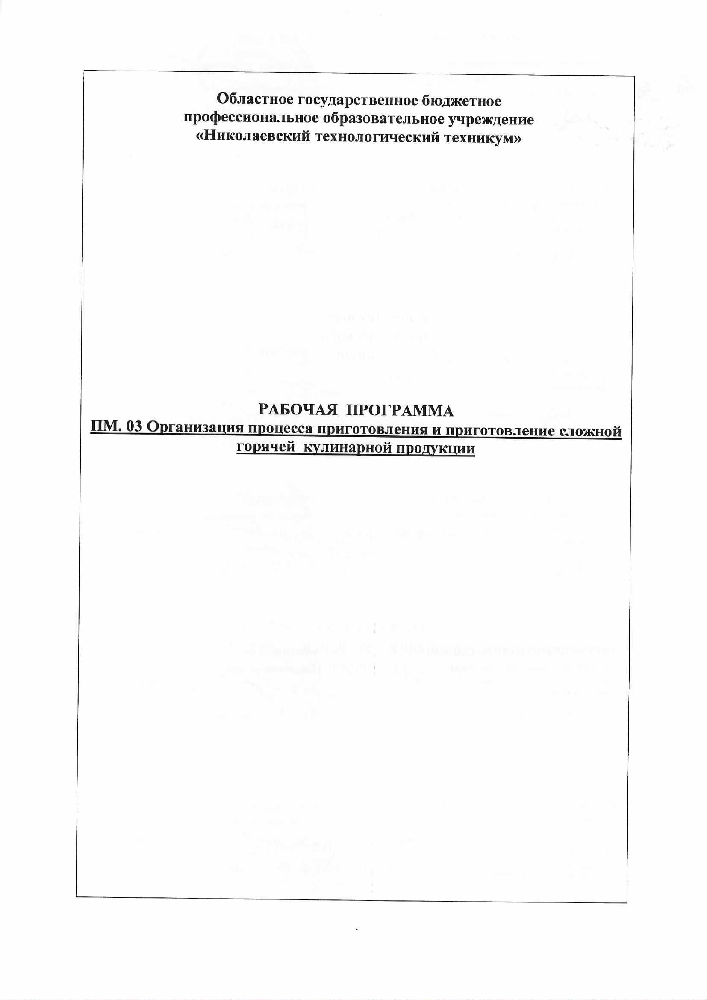 Областное государственное бюджетное
профессиональное образовательное учреждение
«Николаевский технологический техникум»
РАБОЧАЯ ПРОГРАММА
ПМ. 03 Организация процесса приготовления и приготовление сложной
горячей кулинарной продукции